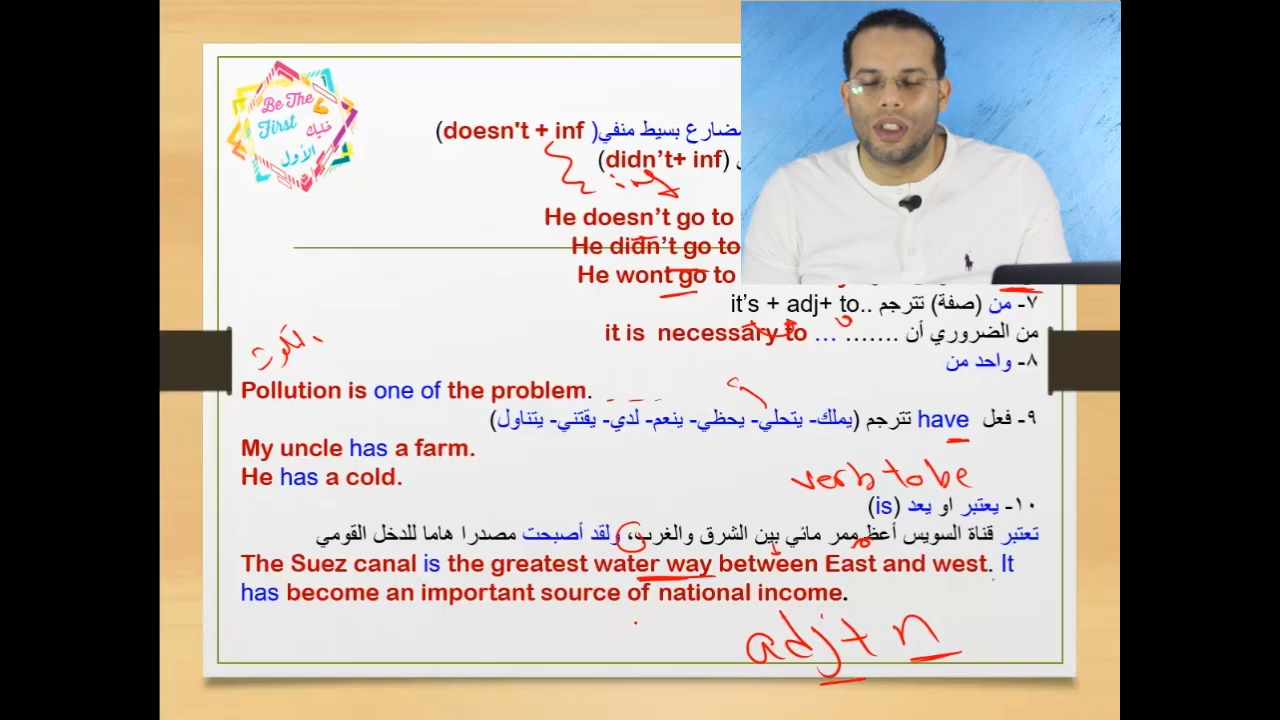 Be The
First
خليك
الأول
مضارع بسيط منفي( doesn't + inf)
(didn't+ inf)
He doesn't go to
He didn't go to
He wont go to
٧- من (صفة) تترجم it's + adj+ to..
من الضروري أن ....... ... it is necessary to
٨- واحد من
Pollution is one of the problem.
٩- فعل have تترجم (يملك- يتحلي- يحظي- ينعم- لدي- يقتني- يتناول)
My uncle has a farm.
He has a cold.
verb to be
١٠- يعتبر او يعد (is)
تعتبر قناة السويس أعظم ممر مائي بين الشرق والغرب، ولقد أصبحت مصدرا هاما للدخل القومي
The Suez canal is the greatest water way between East and west. It
has become an important source of national income.
adj + n